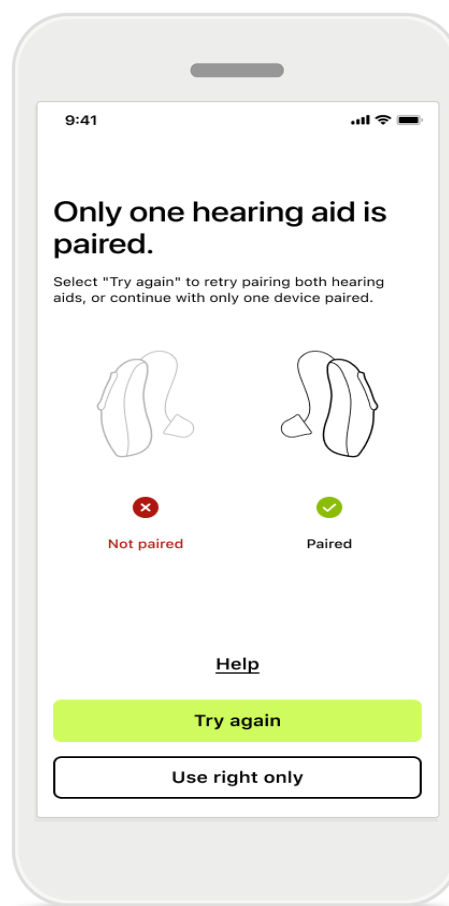 9:41
Only one hearing aid is
paired.
Select "Try again" to retry pairing both hearing
aids, or continue with only one device paired.
Not paired
Paired
Help
Try again
Use right only